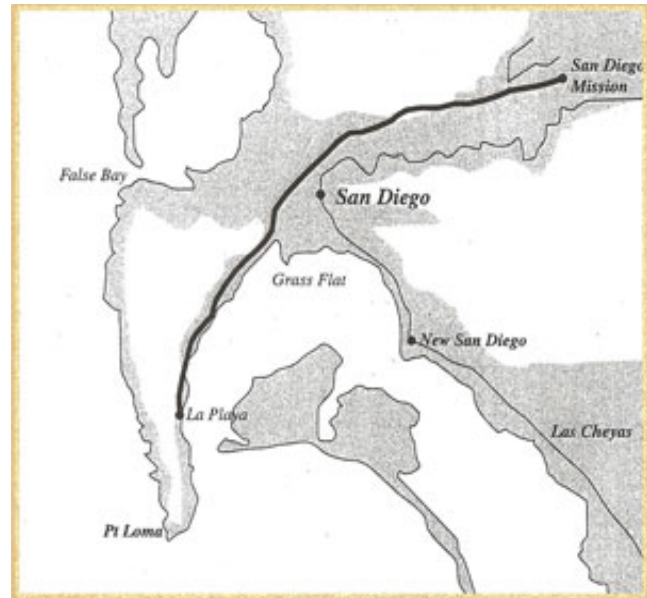 San Diego
Mission
False Bay
San Diego
Grass Flat
New San Diego
La Playa
Las Cheyas
Pt Loma